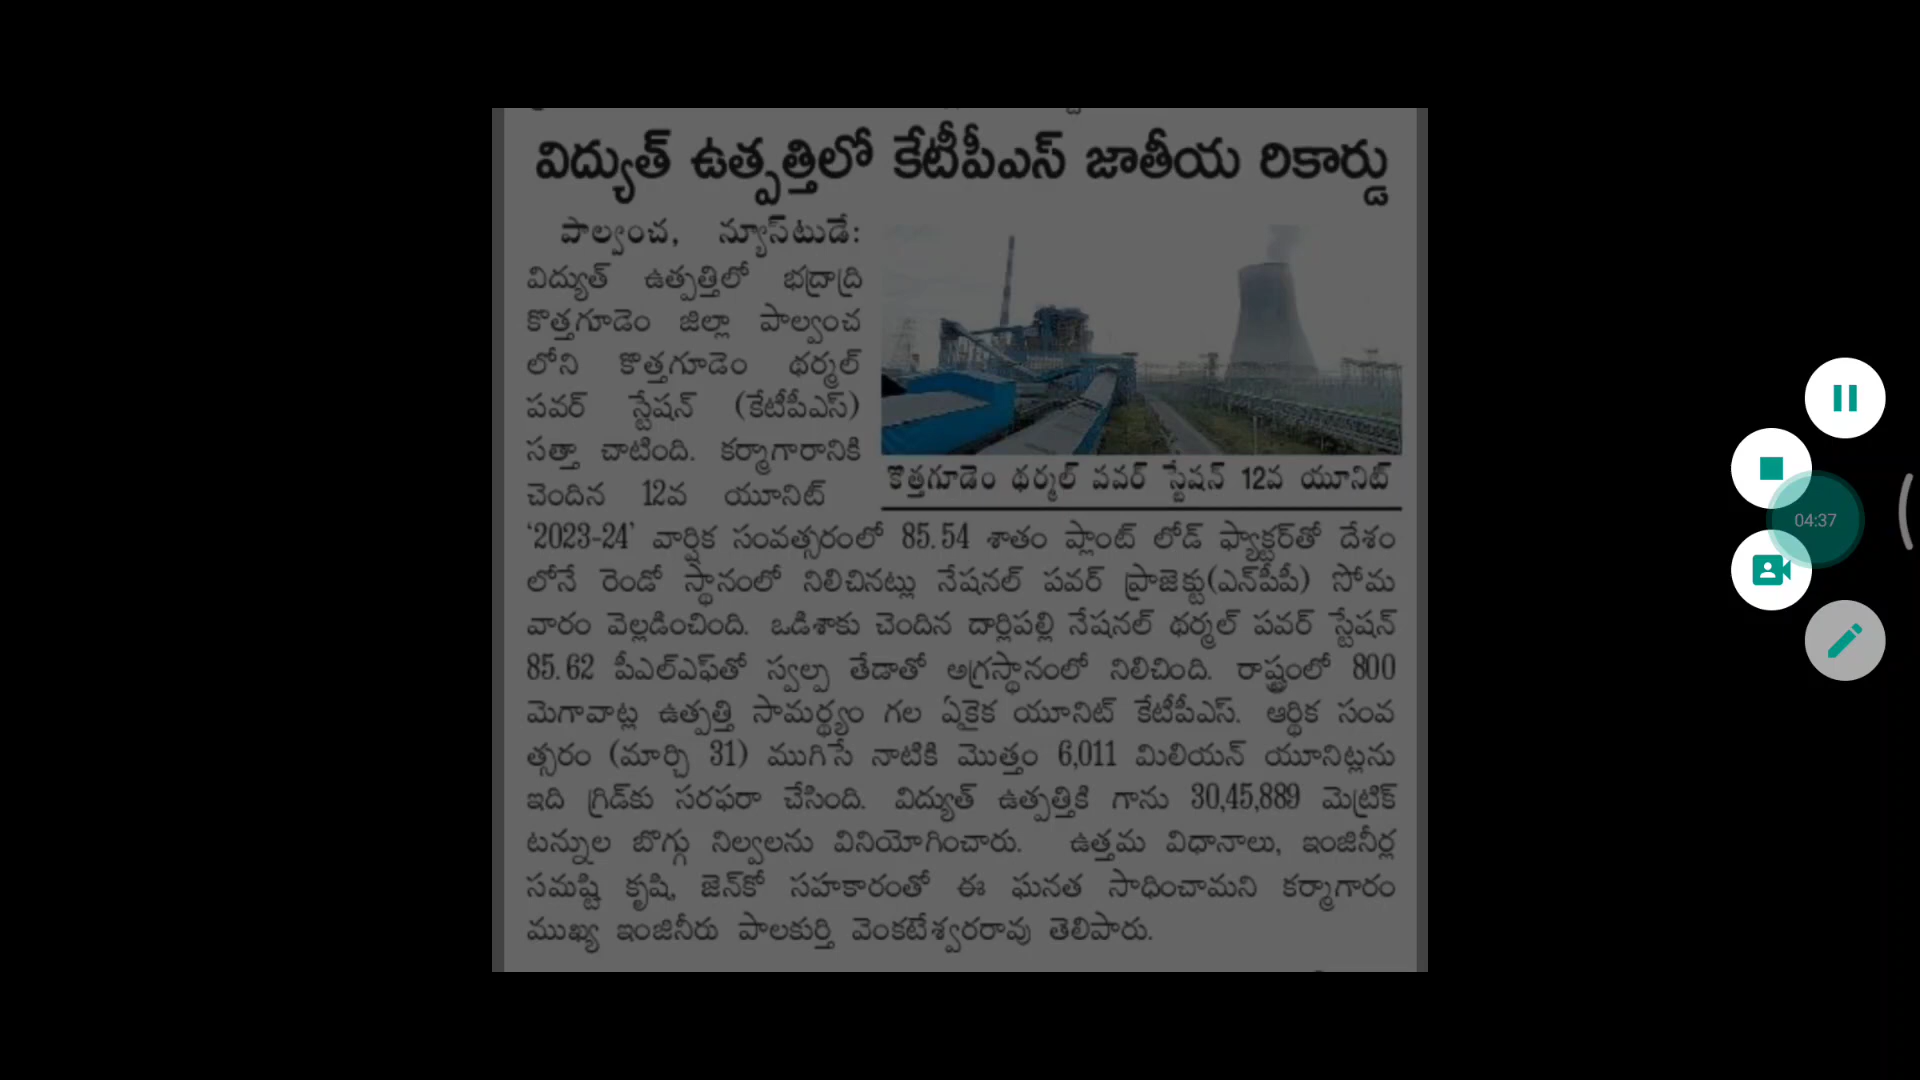 విద్యుత్ ఉత్పత్తిలో కేటీపీఎస్ జాతీయ రికార్డు
పాల్వంచ, న్యూస్‌టుడే:
విద్యుత్ ఉత్పత్తిలో భద్రాద్రి
కొత్తగూడెం జిల్లా పాల్వంచ
లోని కొత్తగూడెం థర్మల్
పవర్ స్టేషన్ (కేటీపీఎస్)
సత్తా చాటింది. కర్మాగారానికి
చెందిన 12వ యూనిట్
కొత్తగూడెం థర్మల్ పవర్ స్టేషన్ 12వ యూనిట్
‘2023-24’ వార్షిక సంవత్సరంలో 85.54 శాతం ప్లాంట్ లోడ్ ఫ్యాక్టర్‌తో దేశం
లోనే రెండో స్థానంలో నిలిచినట్లు నేషనల్ పవర్ ప్రాజెక్టు(ఎన్‌పీపీ) సోమ
వారం వెల్లడించింది. ఒడిశాకు చెందిన దార్లిపల్లి నేషనల్ థర్మల్ పవర్ స్టేషన్
85.62 పీఎల్ఎఫ్‌తో స్వల్ప తేడాతో అగ్రస్థానంలో నిలిచింది. రాష్ట్రంలో 800
మెగావాట్ల ఉత్పత్తి సామర్థ్యం గల ఏకైక యూనిట్ కేటీపీఎస్. ఆర్థిక సంవ
త్సరం (మార్చి 31) ముగిసే నాటికి మొత్తం 6,011 మిలియన్ యూనిట్లను
ఇది గ్రిడ్‌కు సరఫరా చేసింది. విద్యుత్ ఉత్పత్తికి గాను 30,45,889 మెట్రిక్
టన్నుల బొగ్గు నిల్వలను వినియోగించారు. ఉత్తమ విధానాలు, ఇంజినీర్ల
సమష్టి కృషి, జెన్‌కో సహకారంతో ఈ ఘనత సాధించామని కర్మాగారం
ముఖ్య ఇంజినీరు పాలకుర్తి వెంకటేశ్వరరావు తెలిపారు.
04:37